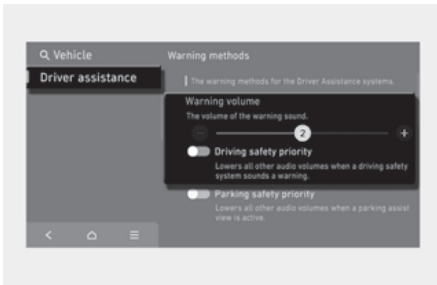 Vehicle
Warning methods
Driver assistance
The warning methods for the Driver Assistance systems.
Warning volume
The volume of the warning sound.
2
Driving safety priority
Lowers all other audio volumes when a driving safety
system sounds a warning.
Parking safety priority
Lowers all other audio volumes when a parking assist
view is active.